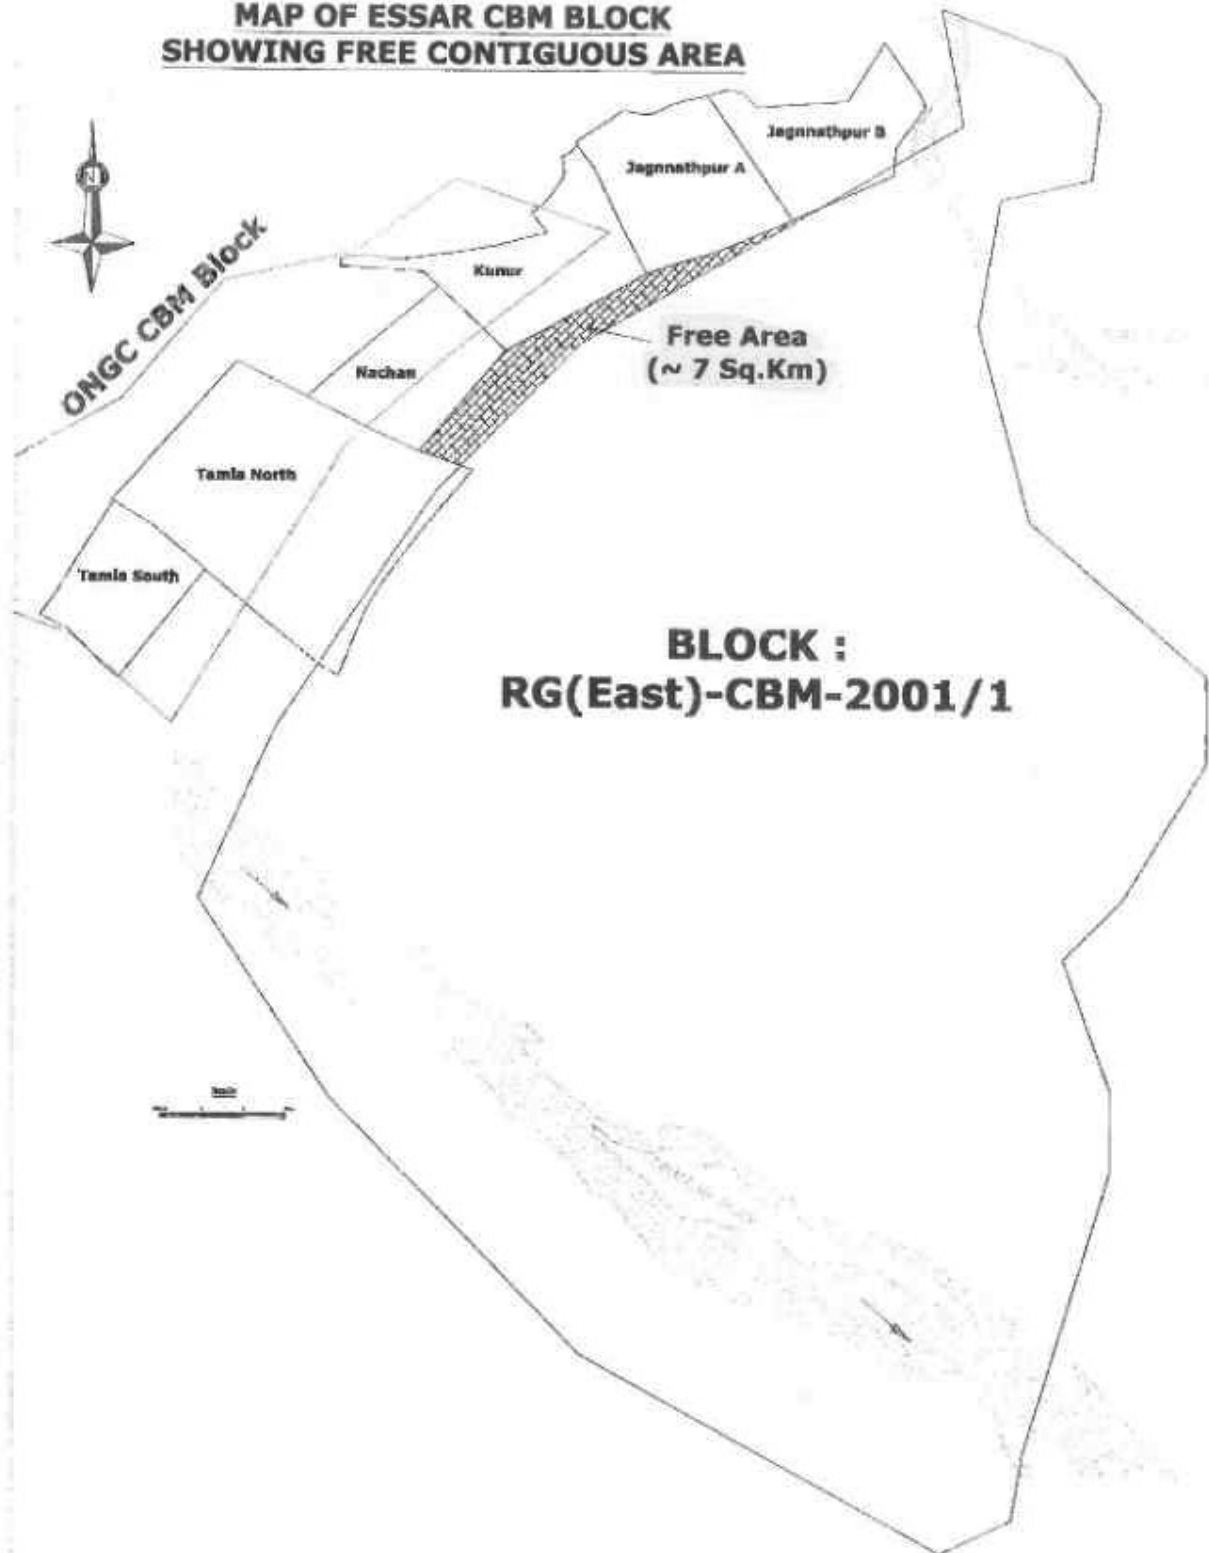 MAP OF ESSAR CBM BLOCK
SHOWING FREE CONTIGUOUS AREA
Jagnnathpur B
Jagnnathpur A
N
ONGC CBM Block
Kunur
Free Area
(~ 7 Sq.Km)
Nachan
Tamla North
Tamla South
BLOCK :
RG(East)-CBM-2001/1